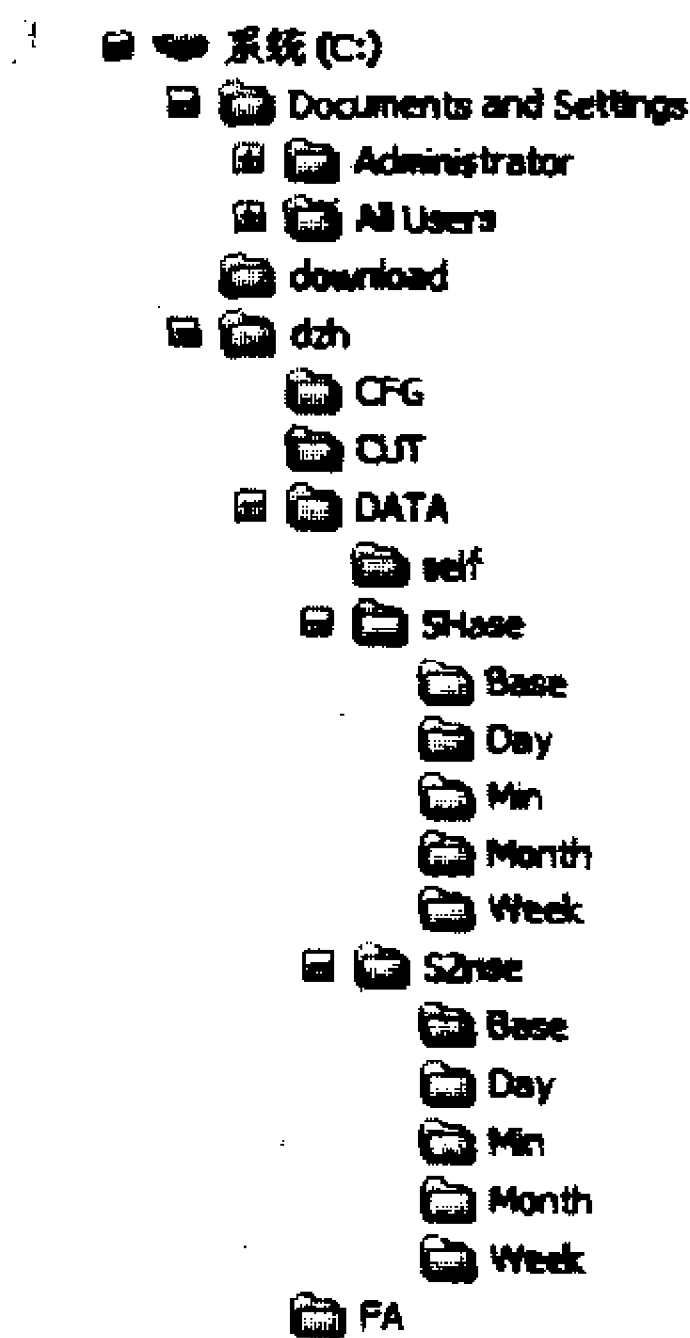 系统 (C:)
Documents and Settings
Administrator
All Users
download
dzh
CFG
CUT
DATA
self
SHase
Base
Day
Min
Month
Week
SZnse
Base
Day
Min
Month
Week
FA